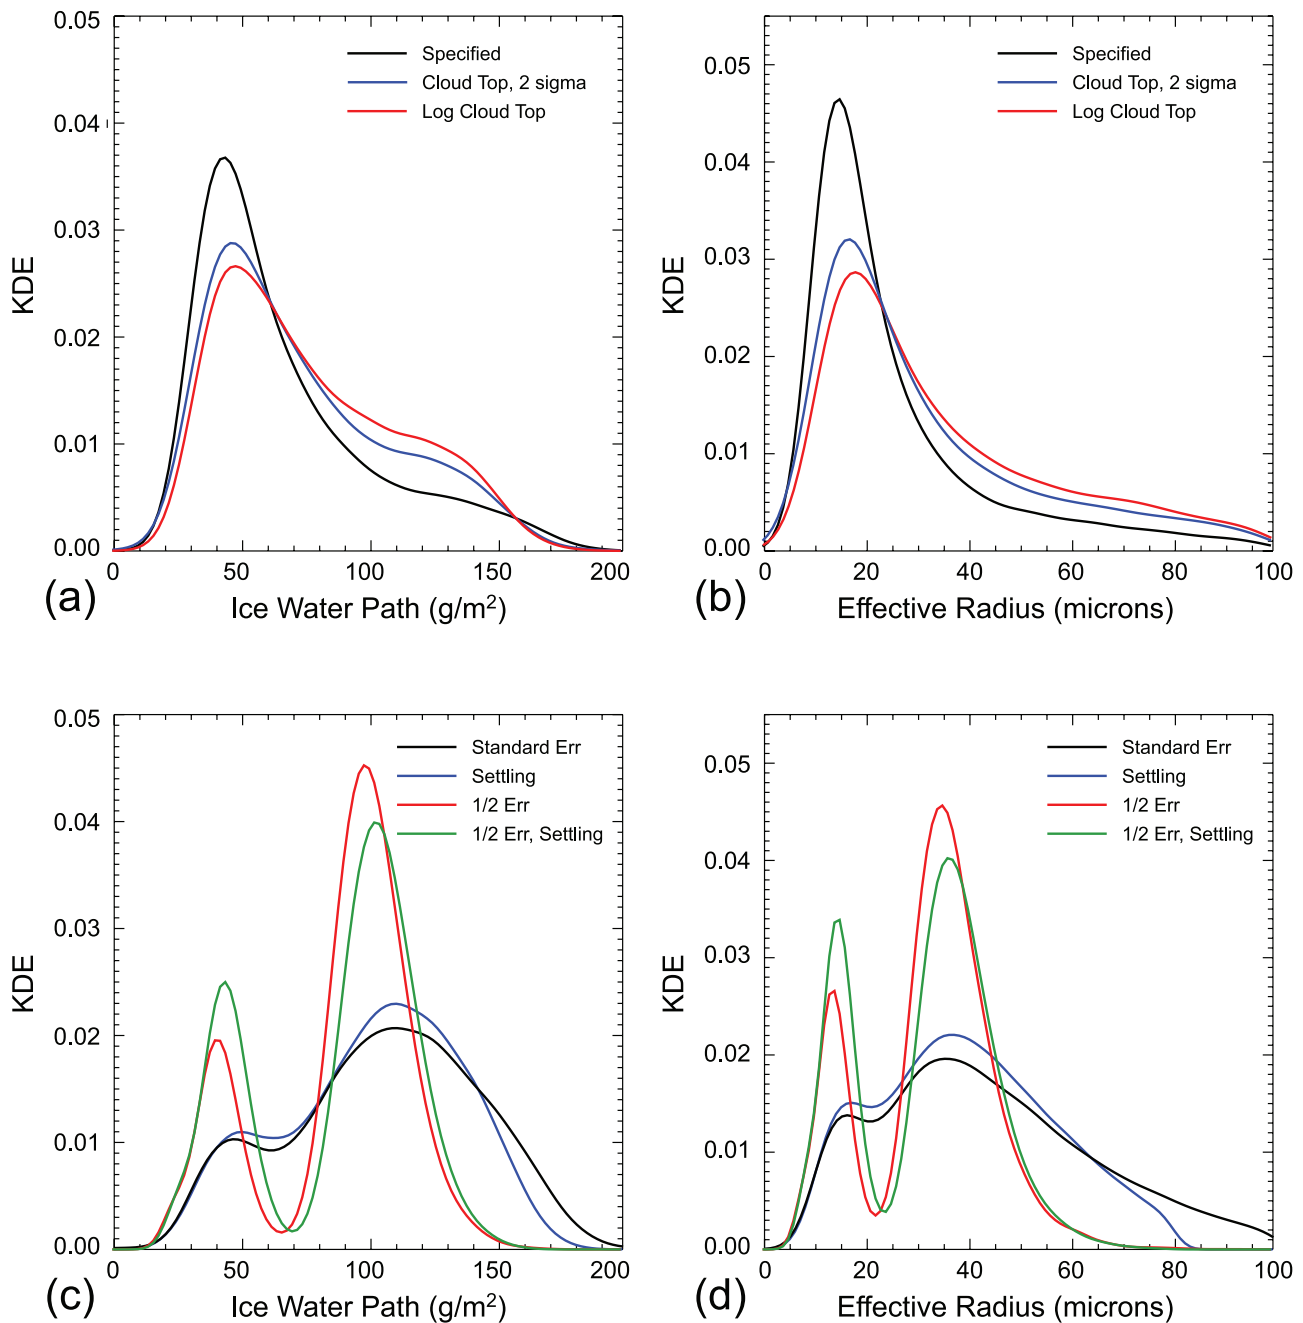 0.05
0.04
0.03
0.02
0.01
0.00
KDE
Specified
Cloud Top, 2 sigma
Log Cloud Top
0 50 100 150 200
(a) Ice Water Path (g/m²)
0.05
0.04
0.03
0.02
0.01
0.00
KDE
Specified
Cloud Top, 2 sigma
Log Cloud Top
0 20 40 60 80 100
(b) Effective Radius (microns)
0.05
0.04
0.03
0.02
0.01
0.00
KDE
Standard Err
Settling
1/2 Err
1/2 Err, Settling
0 50 100 150 200
(c) Ice Water Path (g/m²)
0.05
0.04
0.03
0.02
0.01
0.00
KDE
Standard Err
Settling
1/2 Err
1/2 Err, Settling
0 20 40 60 80 100
(d) Effective Radius (microns)